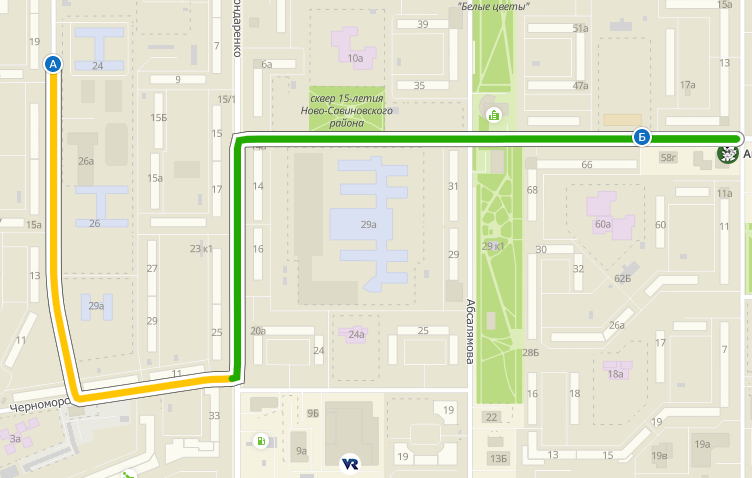 "Белые цветы"
15а
39
51а
19
ондаренко
7
10а
А
24
6а
9
35
47а
17а
сквер 15-летия
Ново-Савиновского
района
15/1
15Б
15
13
Б
26а
14а
58г
А
66
15а
17
14
31
68
11а
26
15а
29а
60а
60
11
23 к1
16
29
29 к1
30
27
32
62Б
13
29а
Абсалямова
29
25
20а
24
24а
25
26а
17
7
11
28Б
11
18а
16
18
Черноморс
33
9Б
19
22
19
3а
9а
VR
19
13Б
13
15
19в
19а